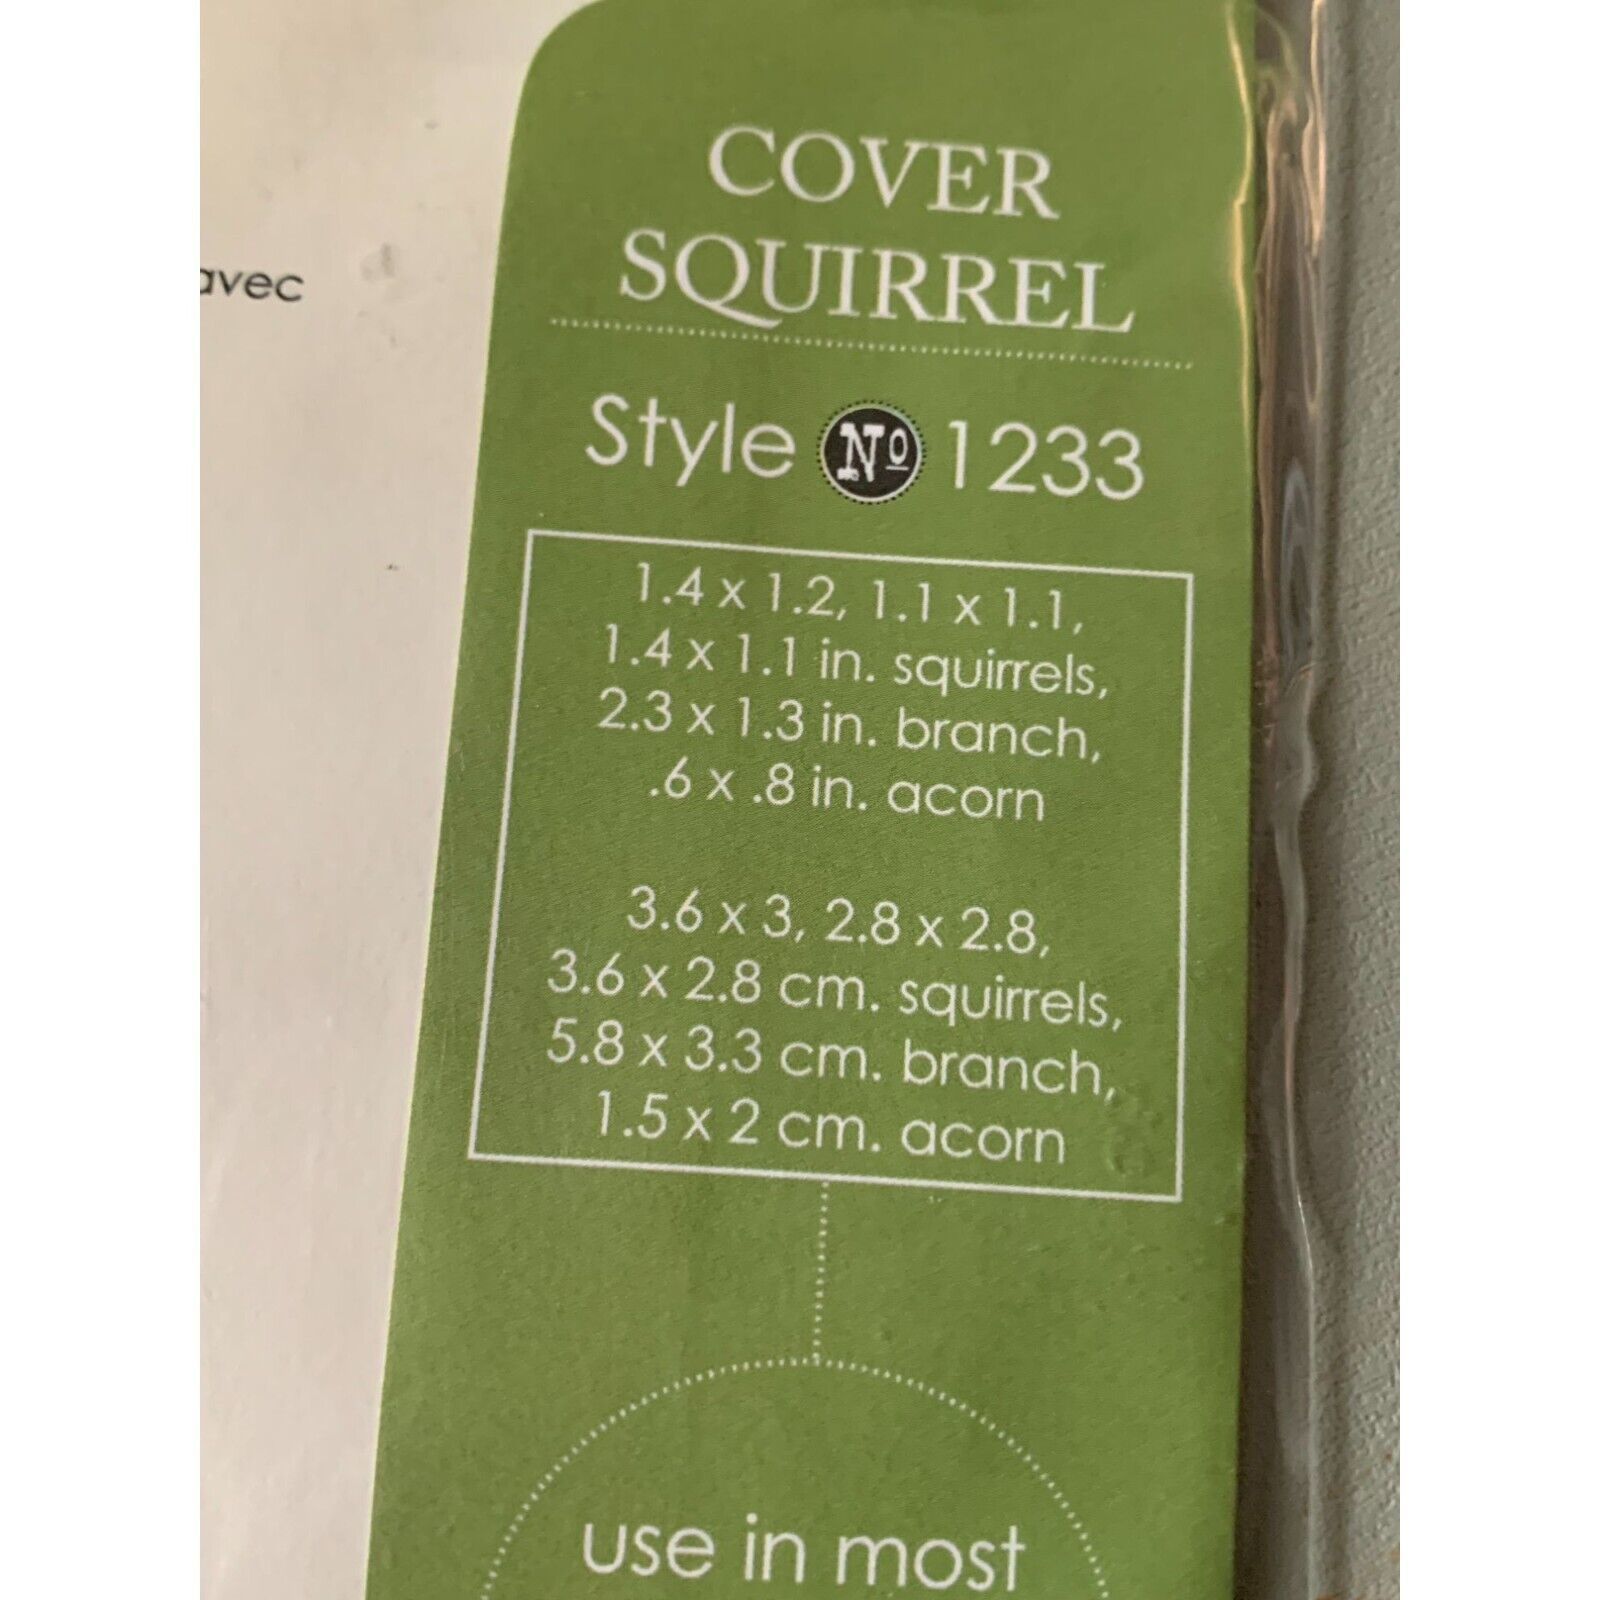 avec
COVER
SQUIRREL
Style No 1233
1.4 x 1.2, 1.1 x 1.1,
1.4 x 1.1 in. squirrels,
2.3 x 1.3 in. branch,
.6 x .8 in. acorn
3.6 x 3, 2.8 x 2.8,
3.6 x 2.8 cm. squirrels,
5.8 x 3.3 cm. branch,
1.5 x 2 cm. acorn
use in most